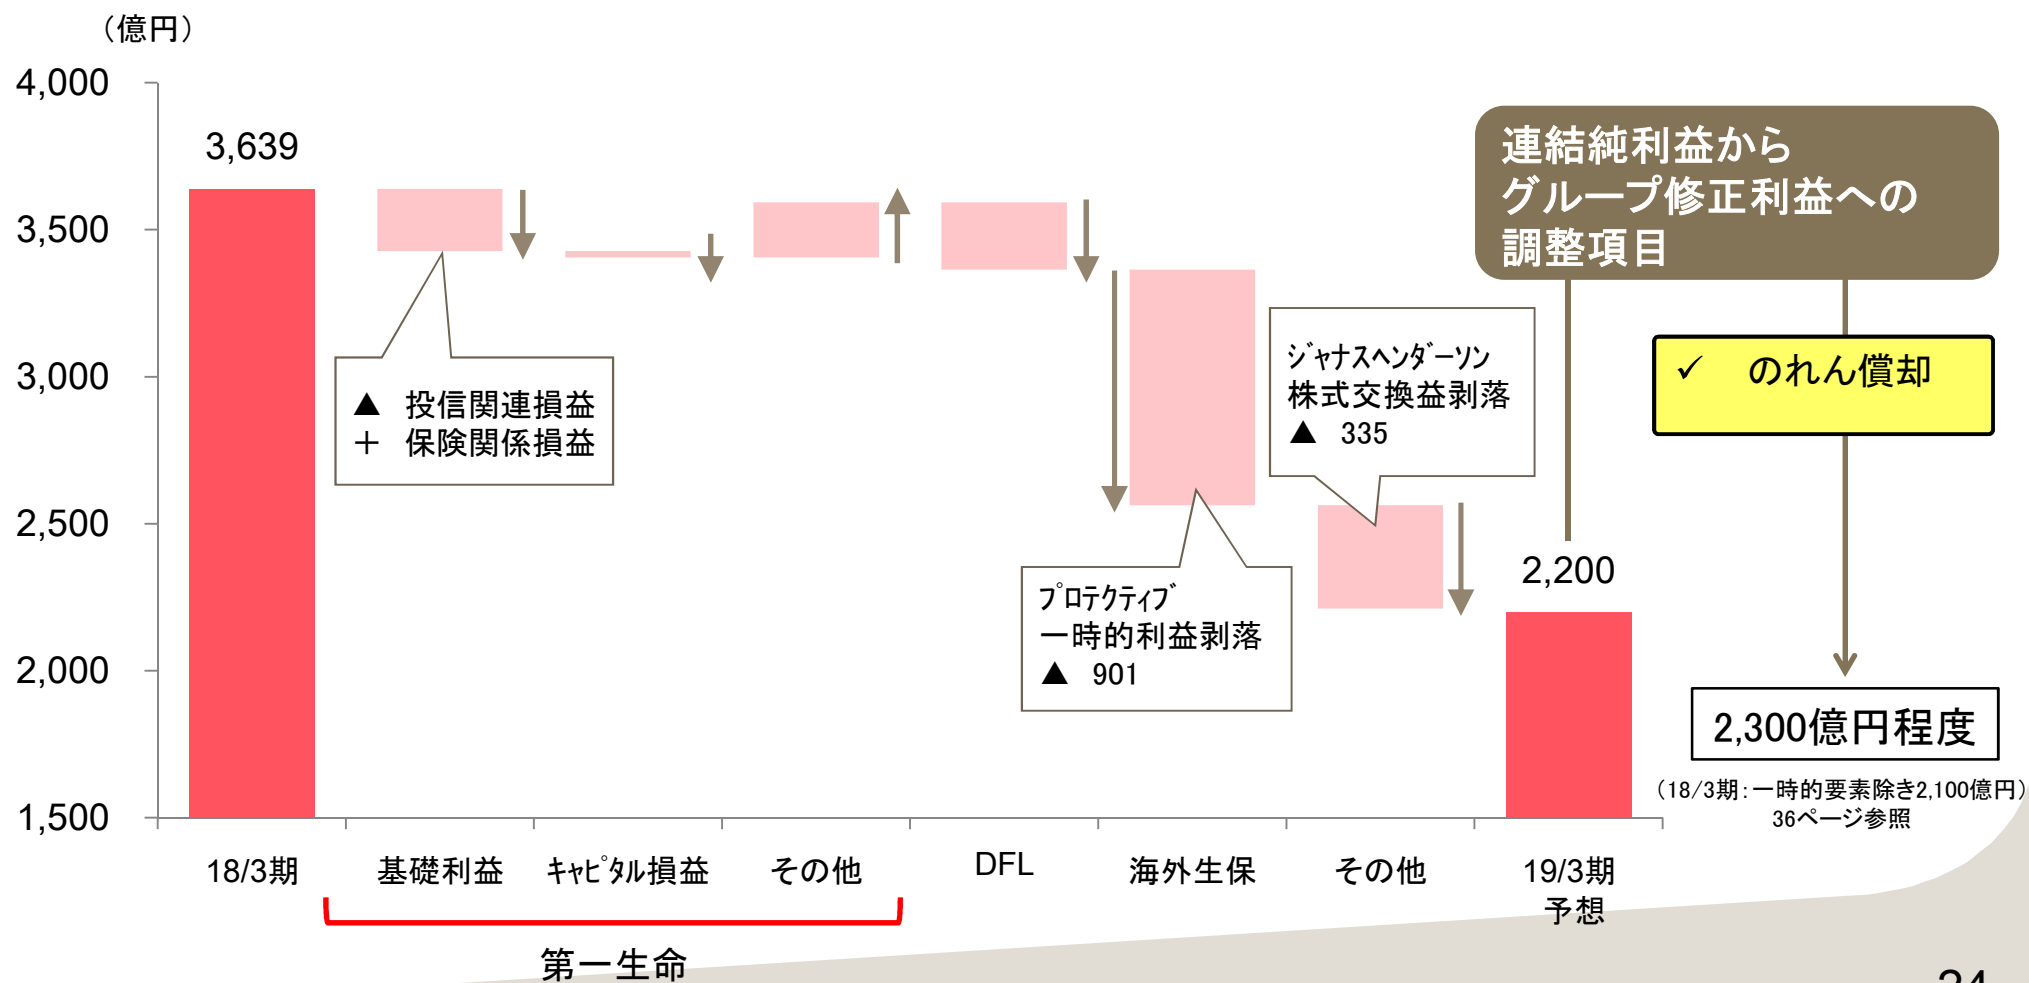 （億円）
4,000
3,500
3,000
2,500
2,000
1,500
3,639
▲ 投信関連損益
＋ 保険関係損益
ﾌﾟﾛﾃｸﾃｨﾌﾞ
一時的利益剥落
▲ 901
ｼﾞｬﾅｽﾍﾝﾀﾞｰｿﾝ
株式交換益剥落
▲ 335
2,200
連結純利益から
グループ修正利益への
調整項目
✓ のれん償却
2,300億円程度
（18/3期：一時的要素除き2,100億円）
36ページ参照
18/3期
基礎利益
ｷｬﾋﾟﾀﾙ損益
その他
DFL
海外生保
その他
19/3期
予想
第一生命